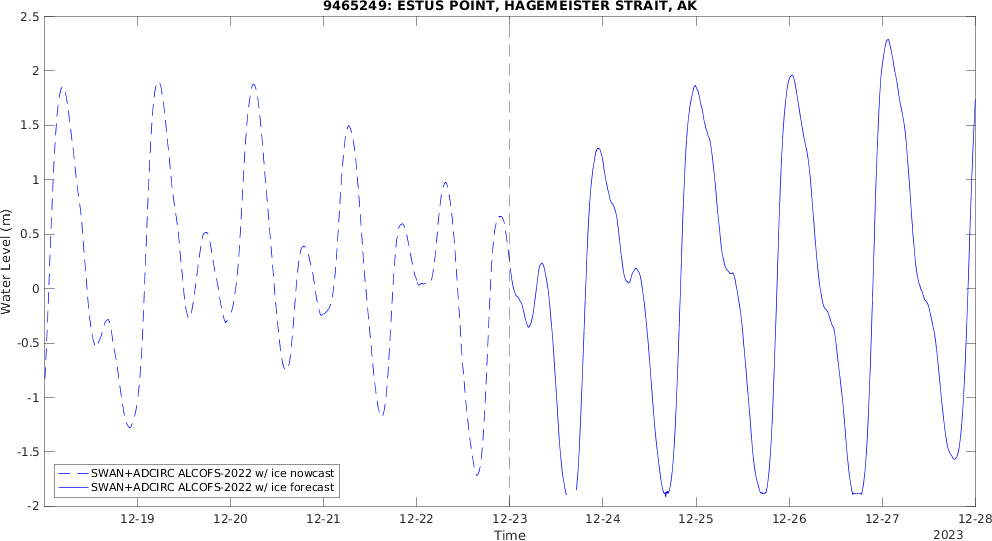 9465249: ESTUS POINT, HAGEMEISTER STRAIT, AK
2.5
2
1.5
1
0.5
0
-0.5
-1
-1.5
-2
Water Level (m)
SWAN+ADCIRC ALCOFS-2022 w/ ice nowcast
SWAN+ADCIRC ALCOFS-2022 w/ ice forecast
12-19 12-20 12-21 12-22 12-23 12-24 12-25 12-26 12-27 12-28
Time 2023